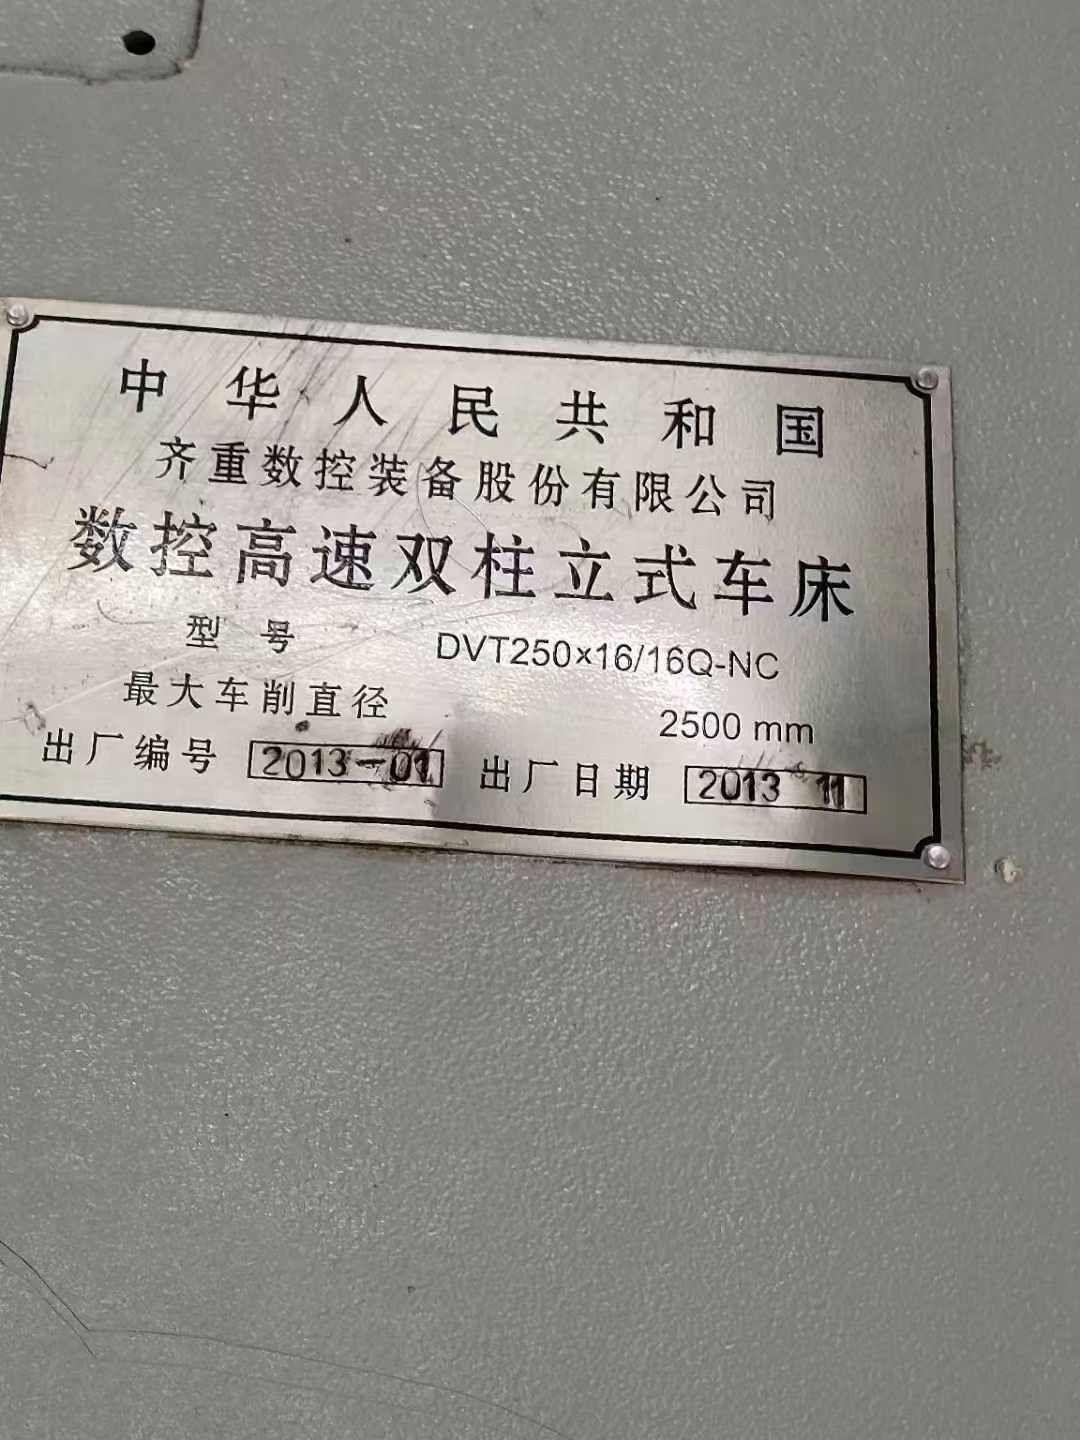 中华人民共和国
齐重数控装备股份有限公司
数控高速双柱立式车床
型号 DVT250×16/16Q-NC
最大车削直径 2500 mm
出厂编号 2013-01 出厂日期 2013 11